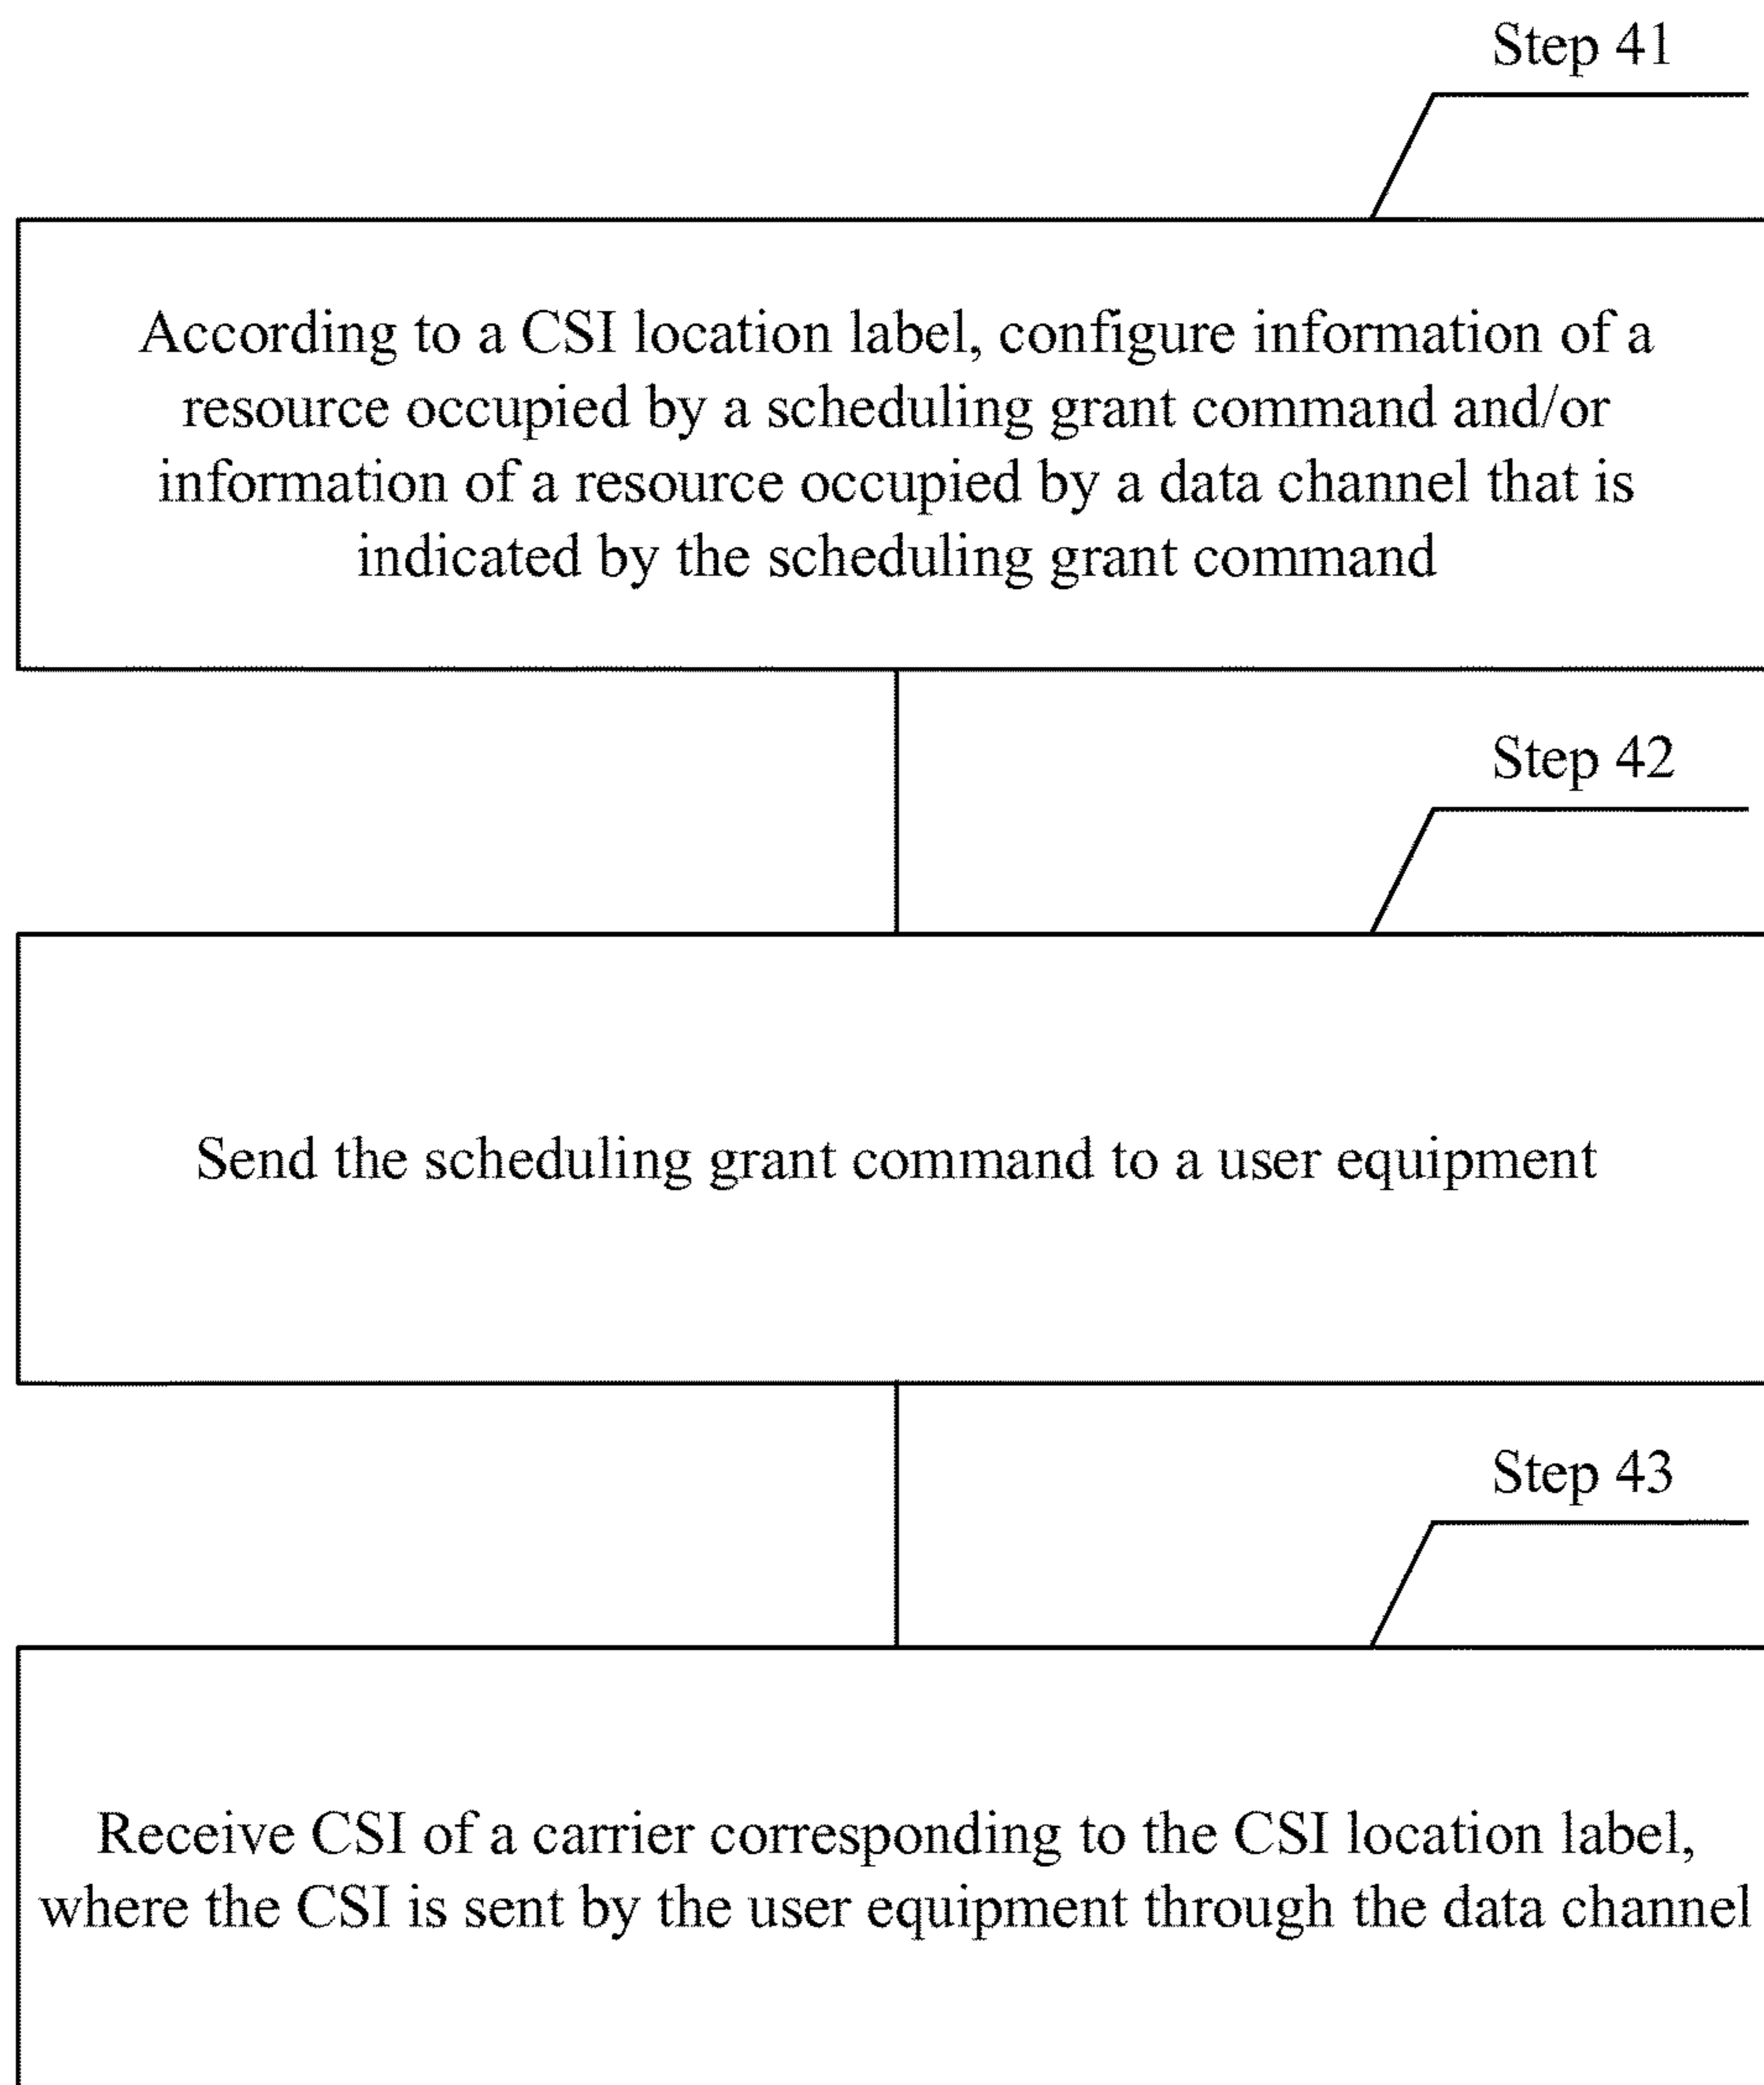 Step 41
According to a CSI location label, configure information of a
resource occupied by a scheduling grant command and/or
information of a resource occupied by a data channel that is
indicated by the scheduling grant command
Step 42
Send the scheduling grant command to a user equipment
Step 43
Receive CSI of a carrier corresponding to the CSI location label,
where the CSI is sent by the user equipment through the data channel